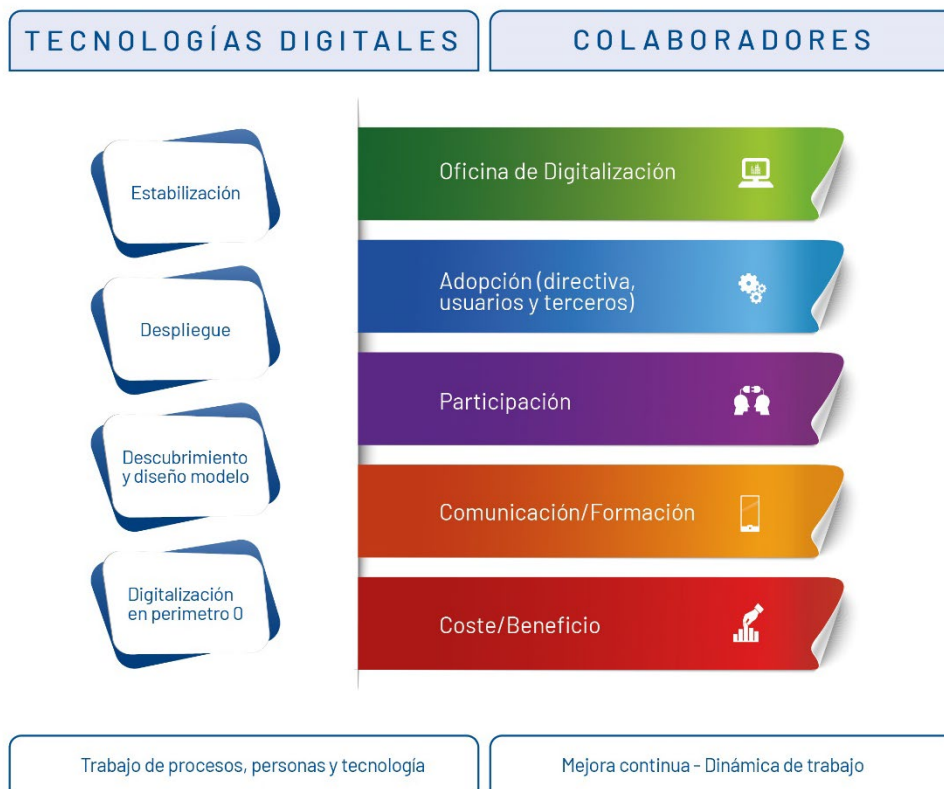 TECNOLOGÍAS DIGITALES
COLABORADORES
Estabilización
Despliegue
Descubrimiento
y diseño modelo
Digitalización
en perimetro 0
Oficina de Digitalización
Adopción (directiva,
usuarios y terceros)
Participación
Comunicación/Formación
Coste/Beneficio
Trabajo de procesos, personas y tecnología
Mejora continua - Dinámica de trabajo